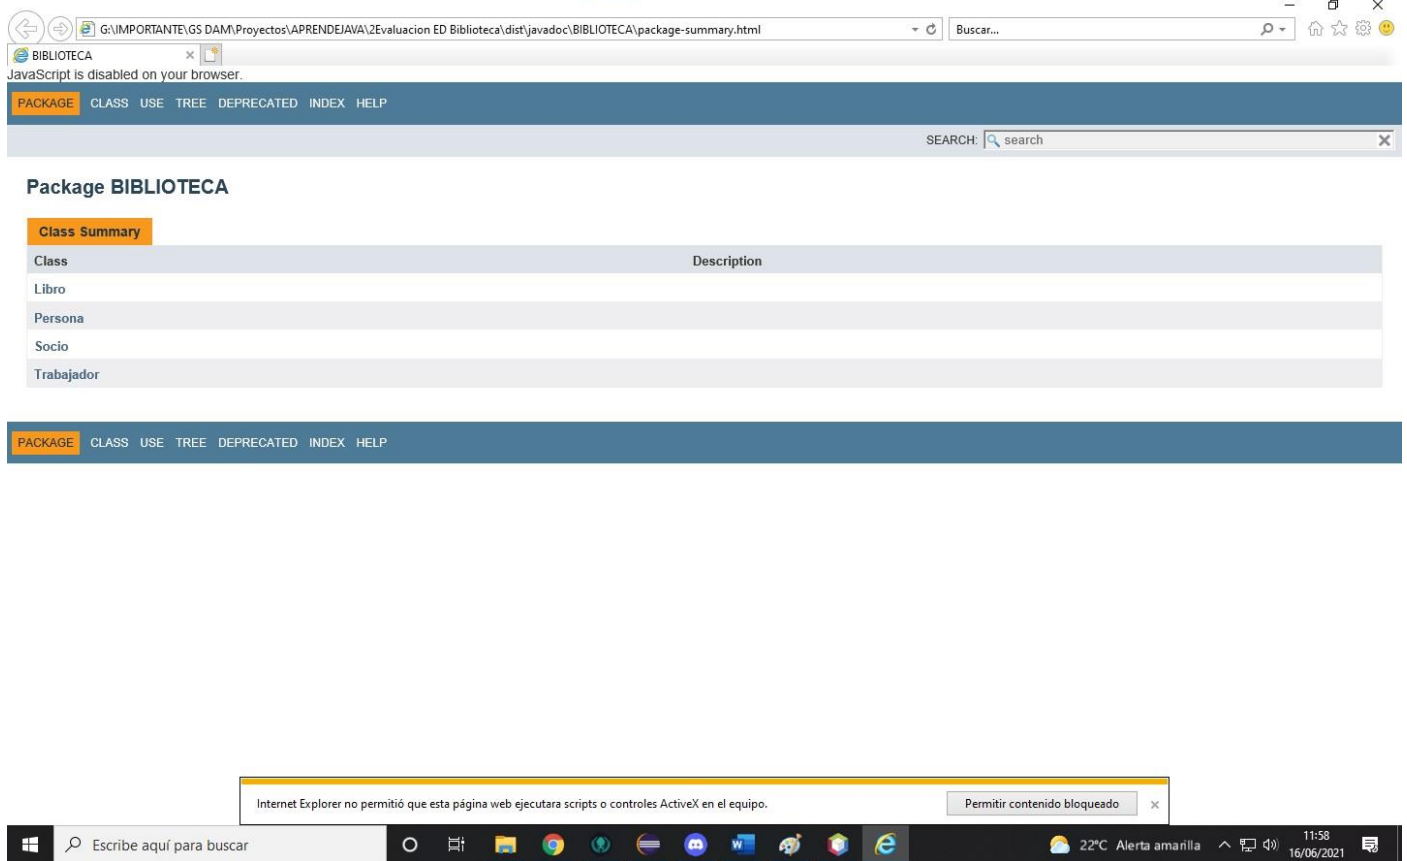 G:\IMPORTANTE\GS DAM\Proyectos\APRENDEJAVA\2Evaluacion ED Biblioteca\dist\javadoc\BIBLIOTECA\package-summary.html
Buscar...
BIBLIOTECA
JavaScript is disabled on your browser.
PACKAGE CLASS USE TREE DEPRECATED INDEX HELP
SEARCH: search
Package BIBLIOTECA
Class Summary
Class Description
Libro
Persona
Socio
Trabajador
PACKAGE CLASS USE TREE DEPRECATED INDEX HELP
Internet Explorer no permitió que esta página web ejecutara scripts o controles ActiveX en el equipo. Permitir contenido bloqueado
Escribe aquí para buscar
W
22°C Alerta amarilla
11:58
16/06/2021